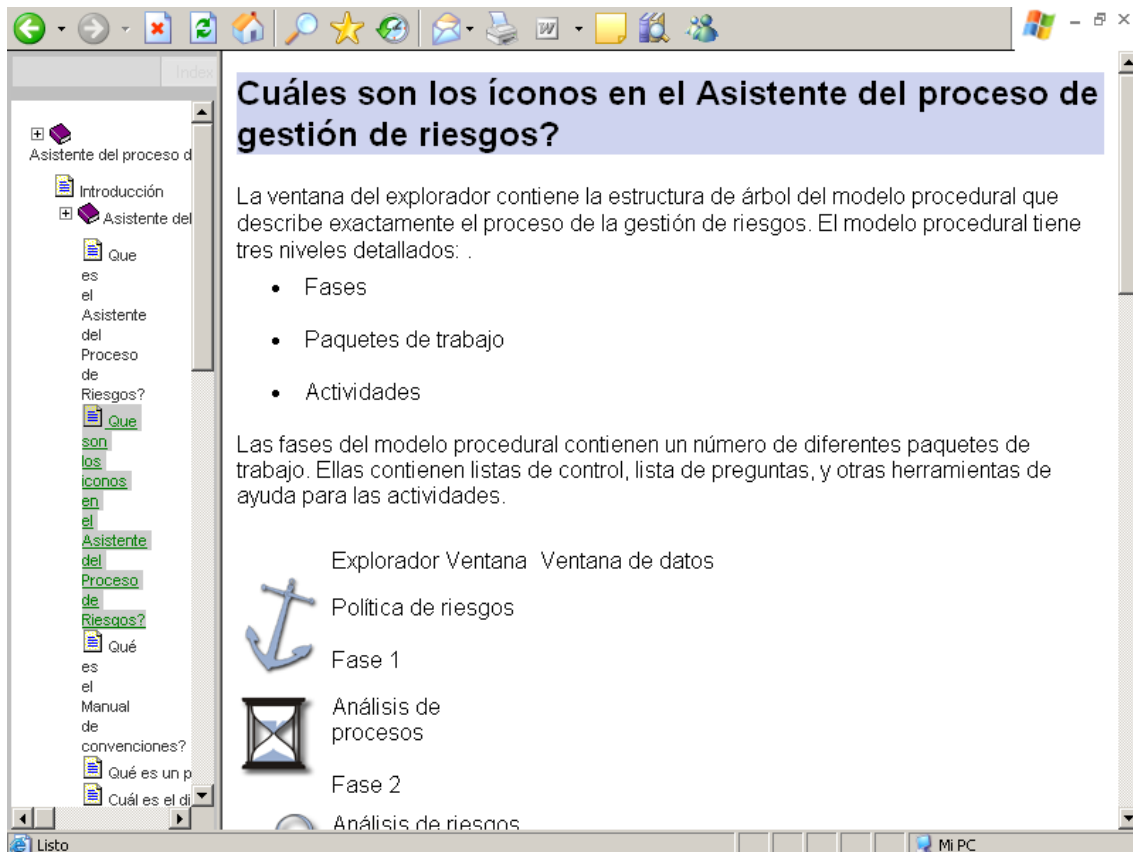 Index
Asistente del proceso d
Introducción
Asistente del
Que
es
el
Asistente
del
Proceso
de
Riesgos?
Que
son
los
iconos
en
el
Asistente
del
Proceso
de
Riesgos?
Qué
es
el
Manual
de
convenciones?
Qué es un p
Cuál es el di
Cuáles son los íconos en el Asistente del proceso de
gestión de riesgos?
La ventana del explorador contiene la estructura de árbol del modelo procedural que
describe exactamente el proceso de la gestión de riesgos. El modelo procedural tiene
tres niveles detallados: .
• Fases
• Paquetes de trabajo
• Actividades
Las fases del modelo procedural contienen un número de diferentes paquetes de
trabajo. Ellas contienen listas de control, lista de preguntas, y otras herramientas de
ayuda para las actividades.
Explorador Ventana Ventana de datos
Política de riesgos
Fase 1
Análisis de
procesos
Fase 2
Análisis de riesgos
Listo
Mi PC